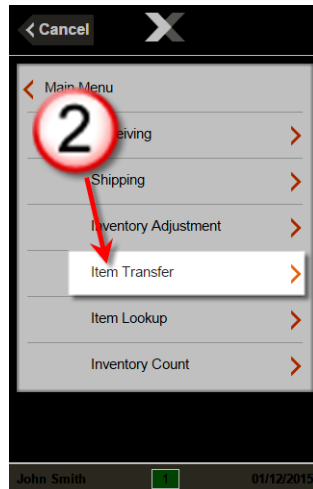 Cancel
Main Menu
2
eiving
Shipping
Inventory Adjustment
Item Transfer
Item Lookup
Inventory Count
John Smith 1 01/12/2015